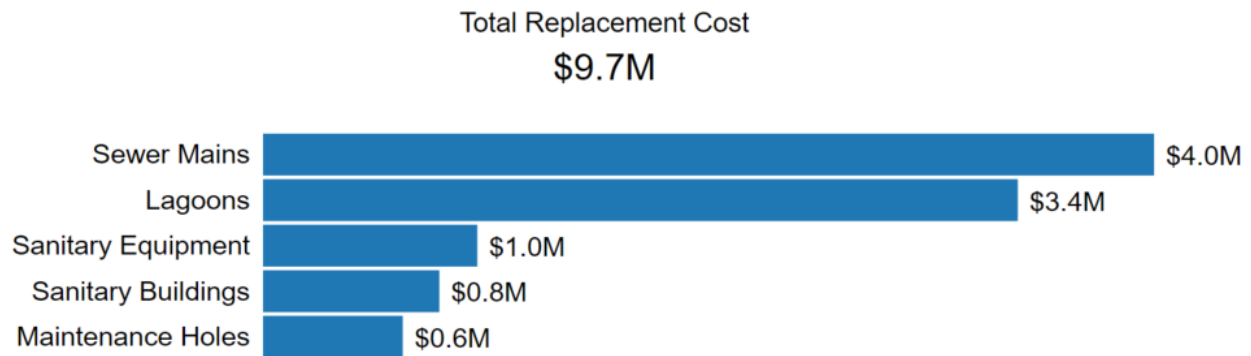 Total Replacement Cost
$9.7M
Sewer Mains $4.0M
Lagoons $3.4M
Sanitary Equipment $1.0M
Sanitary Buildings $0.8M
Maintenance Holes $0.6M